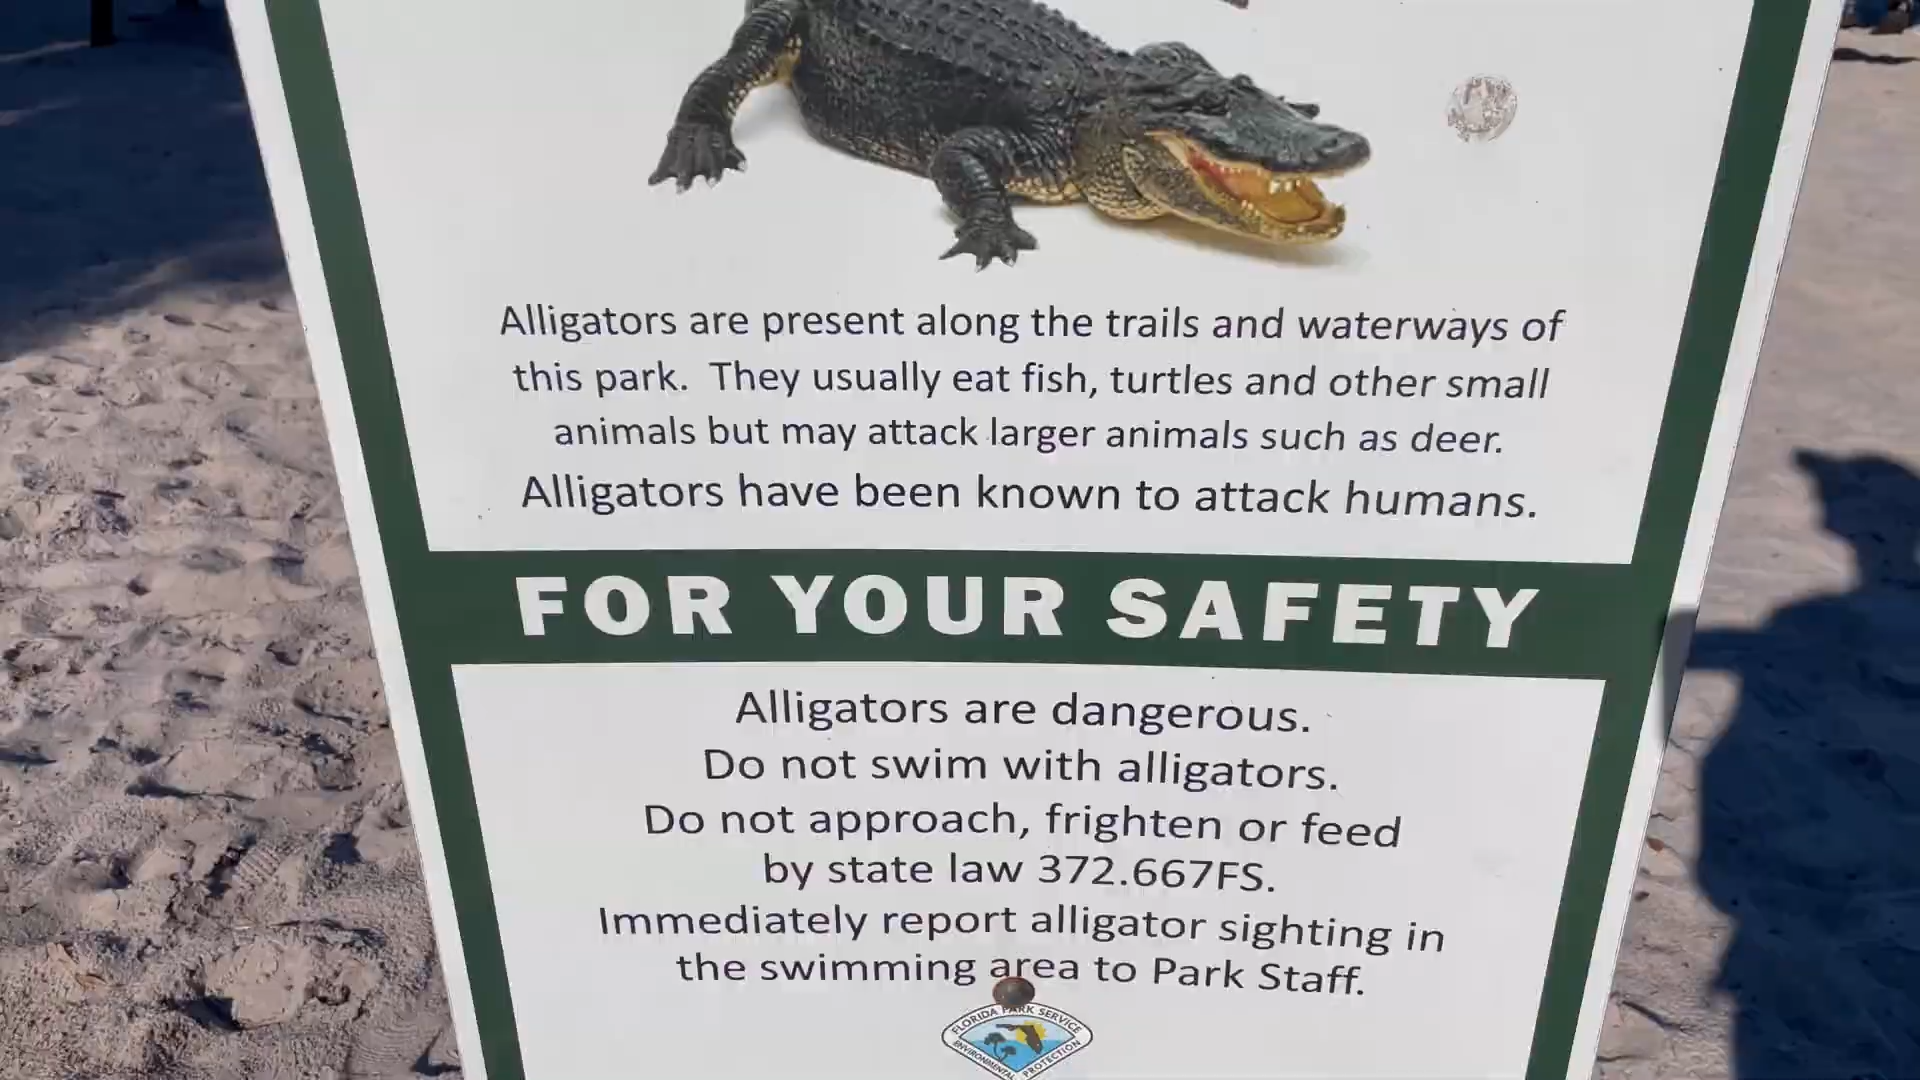 Alligators are present along the trails and waterways of
this park. They usually eat fish, turtles and other small
animals but may attack larger animals such as deer.
Alligators have been known to attack humans.
FOR YOUR SAFETY
Alligators are dangerous.
Do not swim with alligators.
Do not approach, frighten or feed
by state law 372.667FS.
Immediately report alligator sighting in
the swimming area to Park Staff.
FLORIDA PARK SERVICE
ENVIRONMENTAL PROTECTION